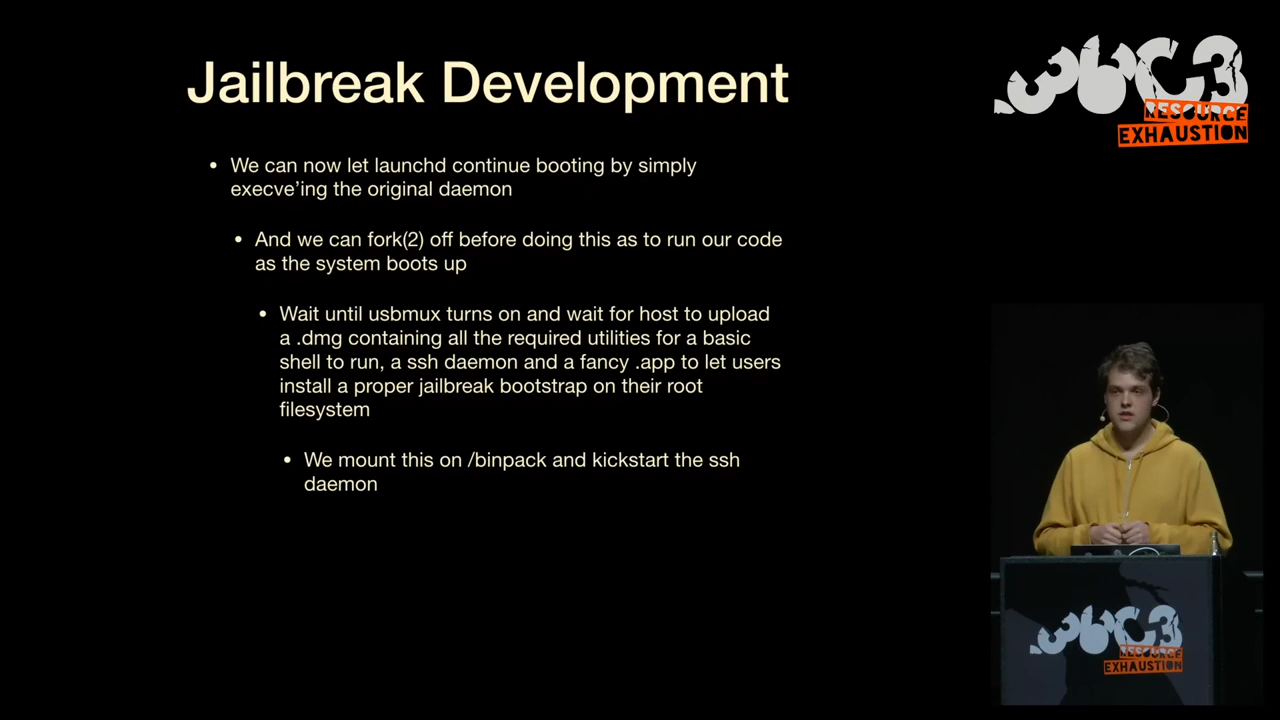 Jailbreak Development
• We can now let launchd continue booting by simply
execve’ing the original daemon
• And we can fork(2) off before doing this as to run our code
as the system boots up
• Wait until usbmux turns on and wait for host to upload
a .dmg containing all the required utilities for a basic
shell to run, a ssh daemon and a fancy .app to let users
install a proper jailbreak bootstrap on their root
filesystem
• We mount this on /binpack and kickstart the ssh
daemon
36C3
RESOURCE
EXHAUSTION
36C3
RESOURCE
EXHAUSTION